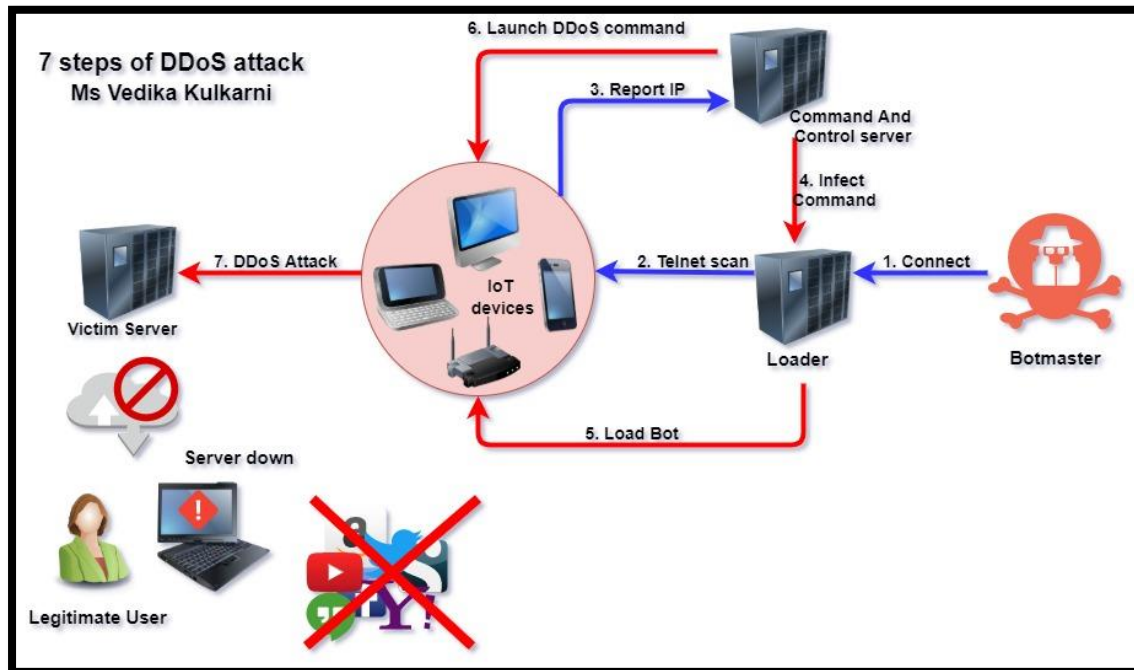 7 steps of DDoS attack
Ms Vedika Kulkarni
6. Launch DDoS command
3. Report IP
Command And
Control server
4. Infect
Command
7. DDoS Attack
IoT
devices
2. Telnet scan
1. Connect
Victim Server
Loader
Botmaster
5. Load Bot
Server down
Legitimate User
a
Y!